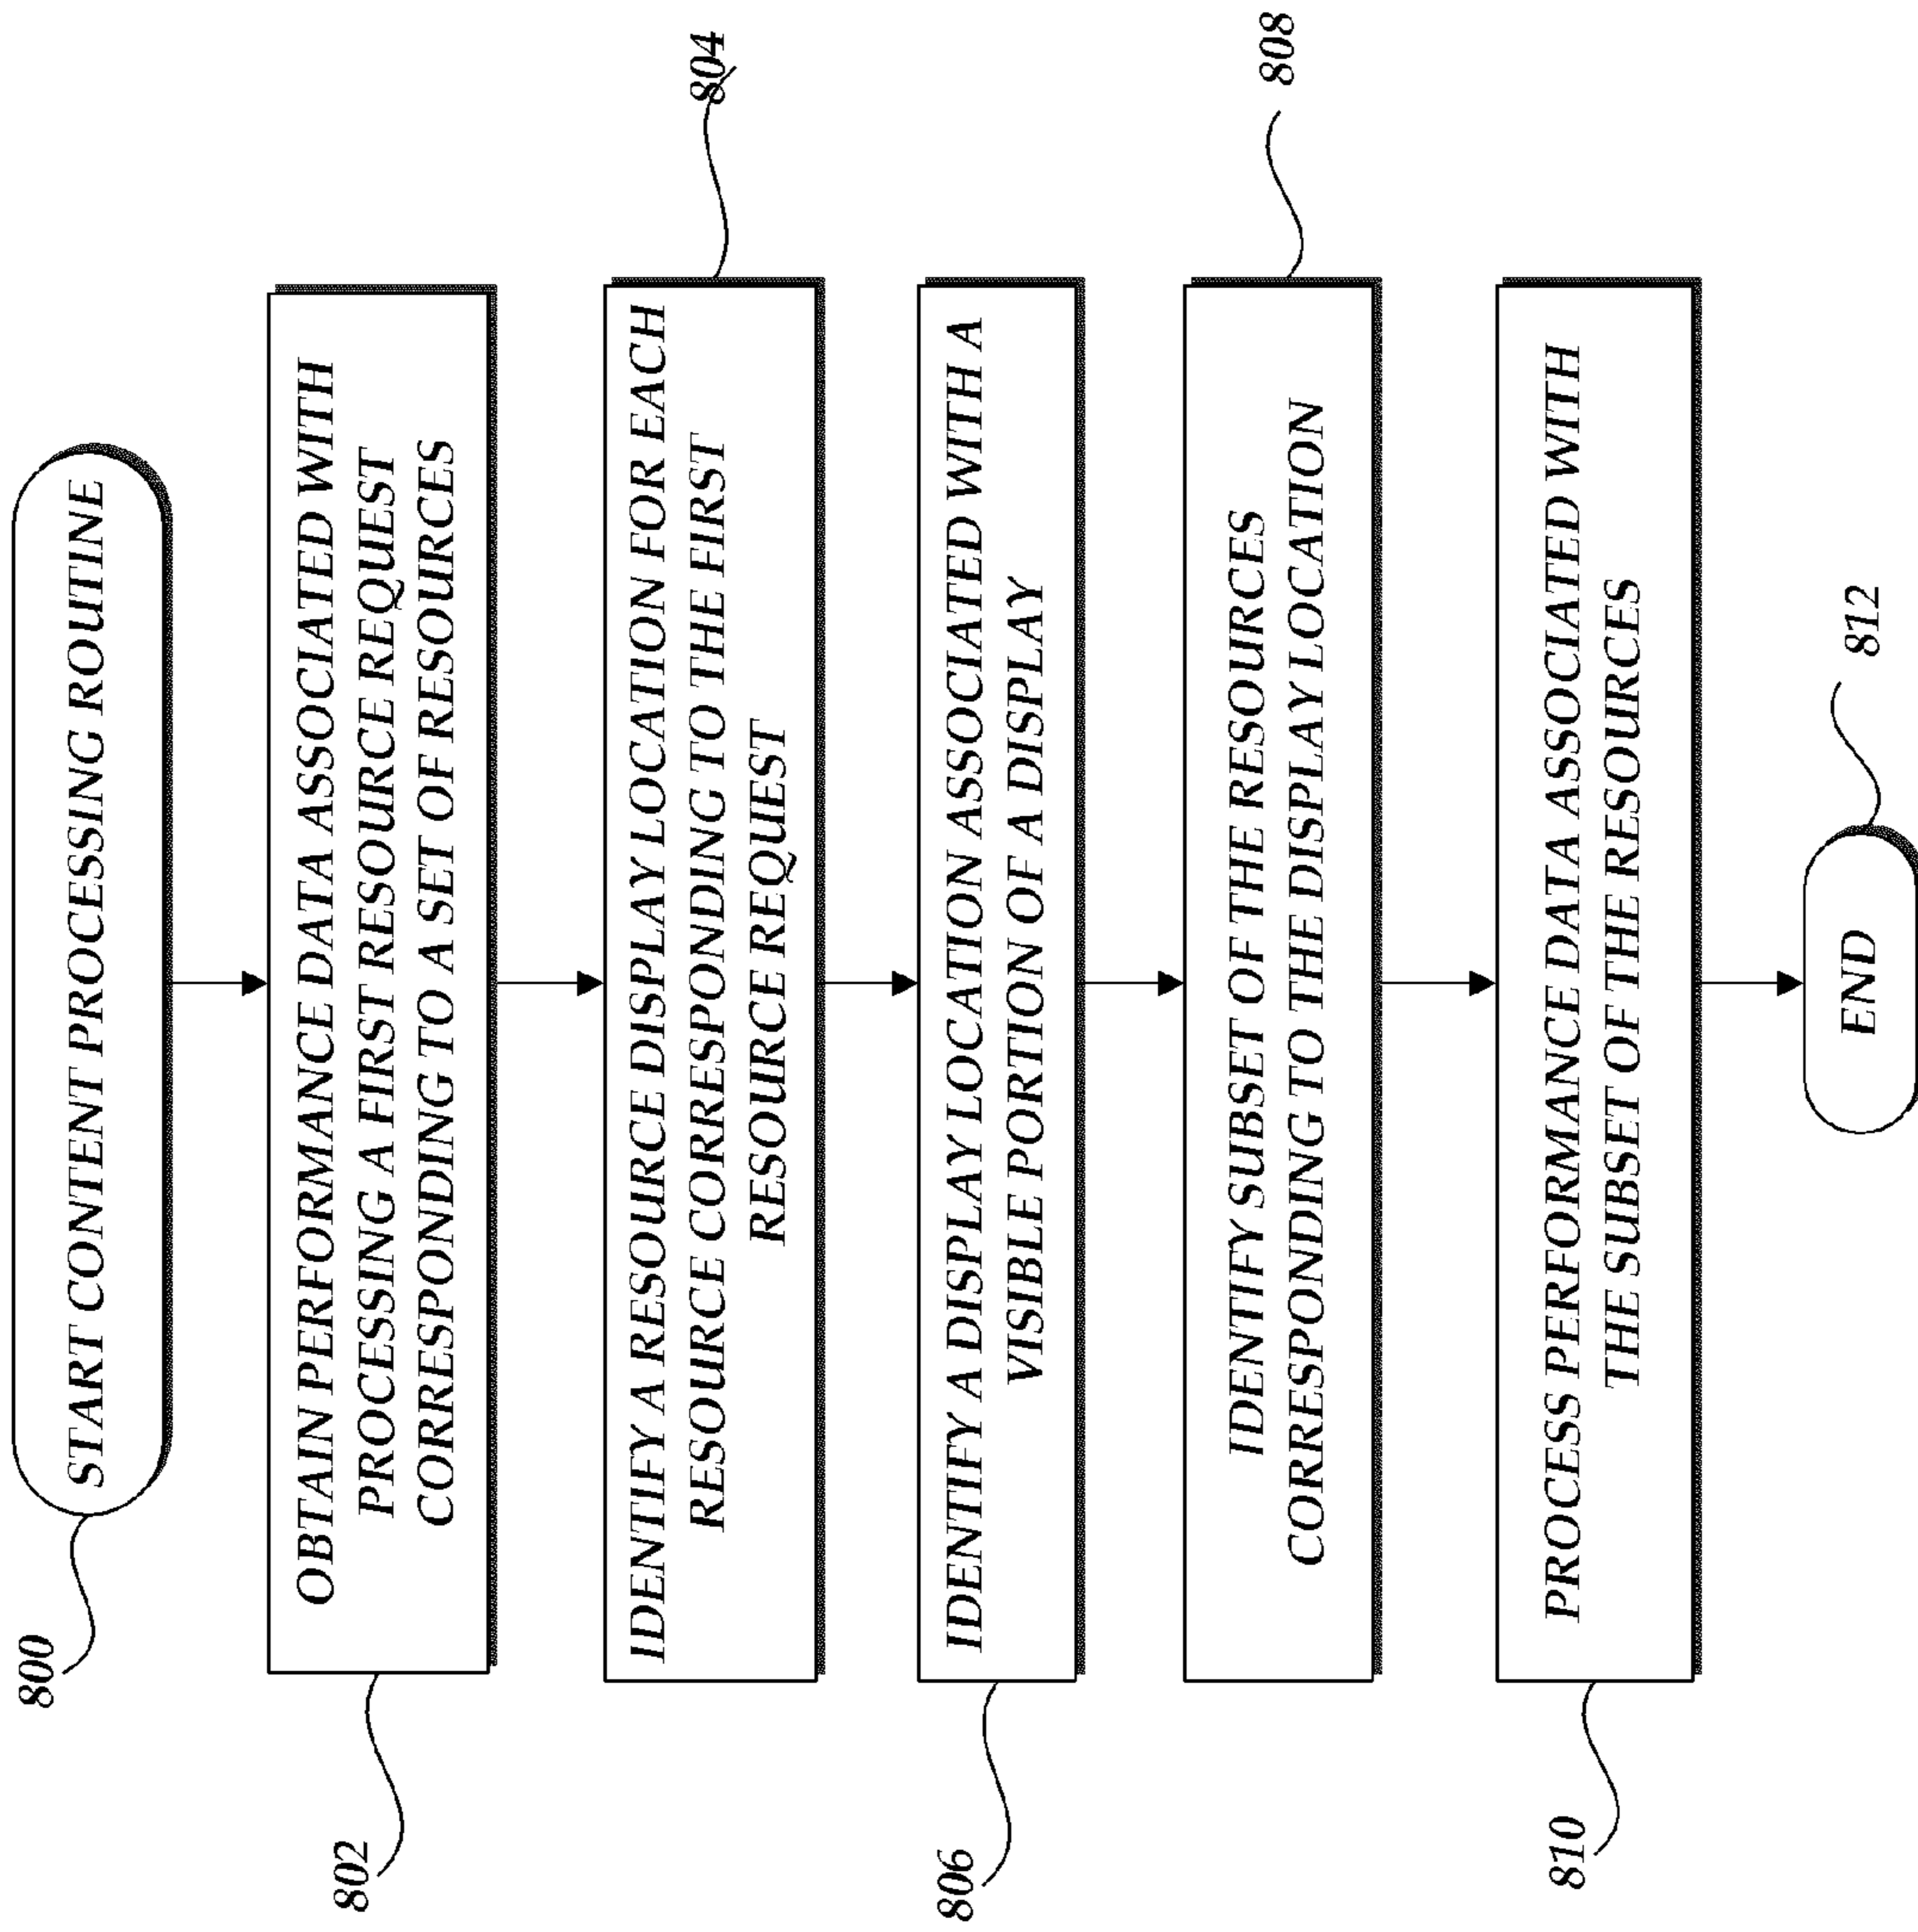 800
START CONTENT PROCESSING ROUTINE
802
OBTAIN PERFORMANCE DATA ASSOCIATED WITH
PROCESSING A FIRST RESOURCE REQUEST
CORRESPONDING TO A SET OF RESOURCES
804
IDENTIFY A RESOURCE DISPLAY LOCATION FOR EACH
RESOURCE CORRESPONDING TO THE FIRST
RESOURCE REQUEST
806
IDENTIFY A DISPLAY LOCATION ASSOCIATED WITH A
VISIBLE PORTION OF A DISPLAY
808
IDENTIFY SUBSET OF THE RESOURCES
CORRESPONDING TO THE DISPLAY LOCATION
810
PROCESS PERFORMANCE DATA ASSOCIATED WITH
THE SUBSET OF THE RESOURCES
812
END